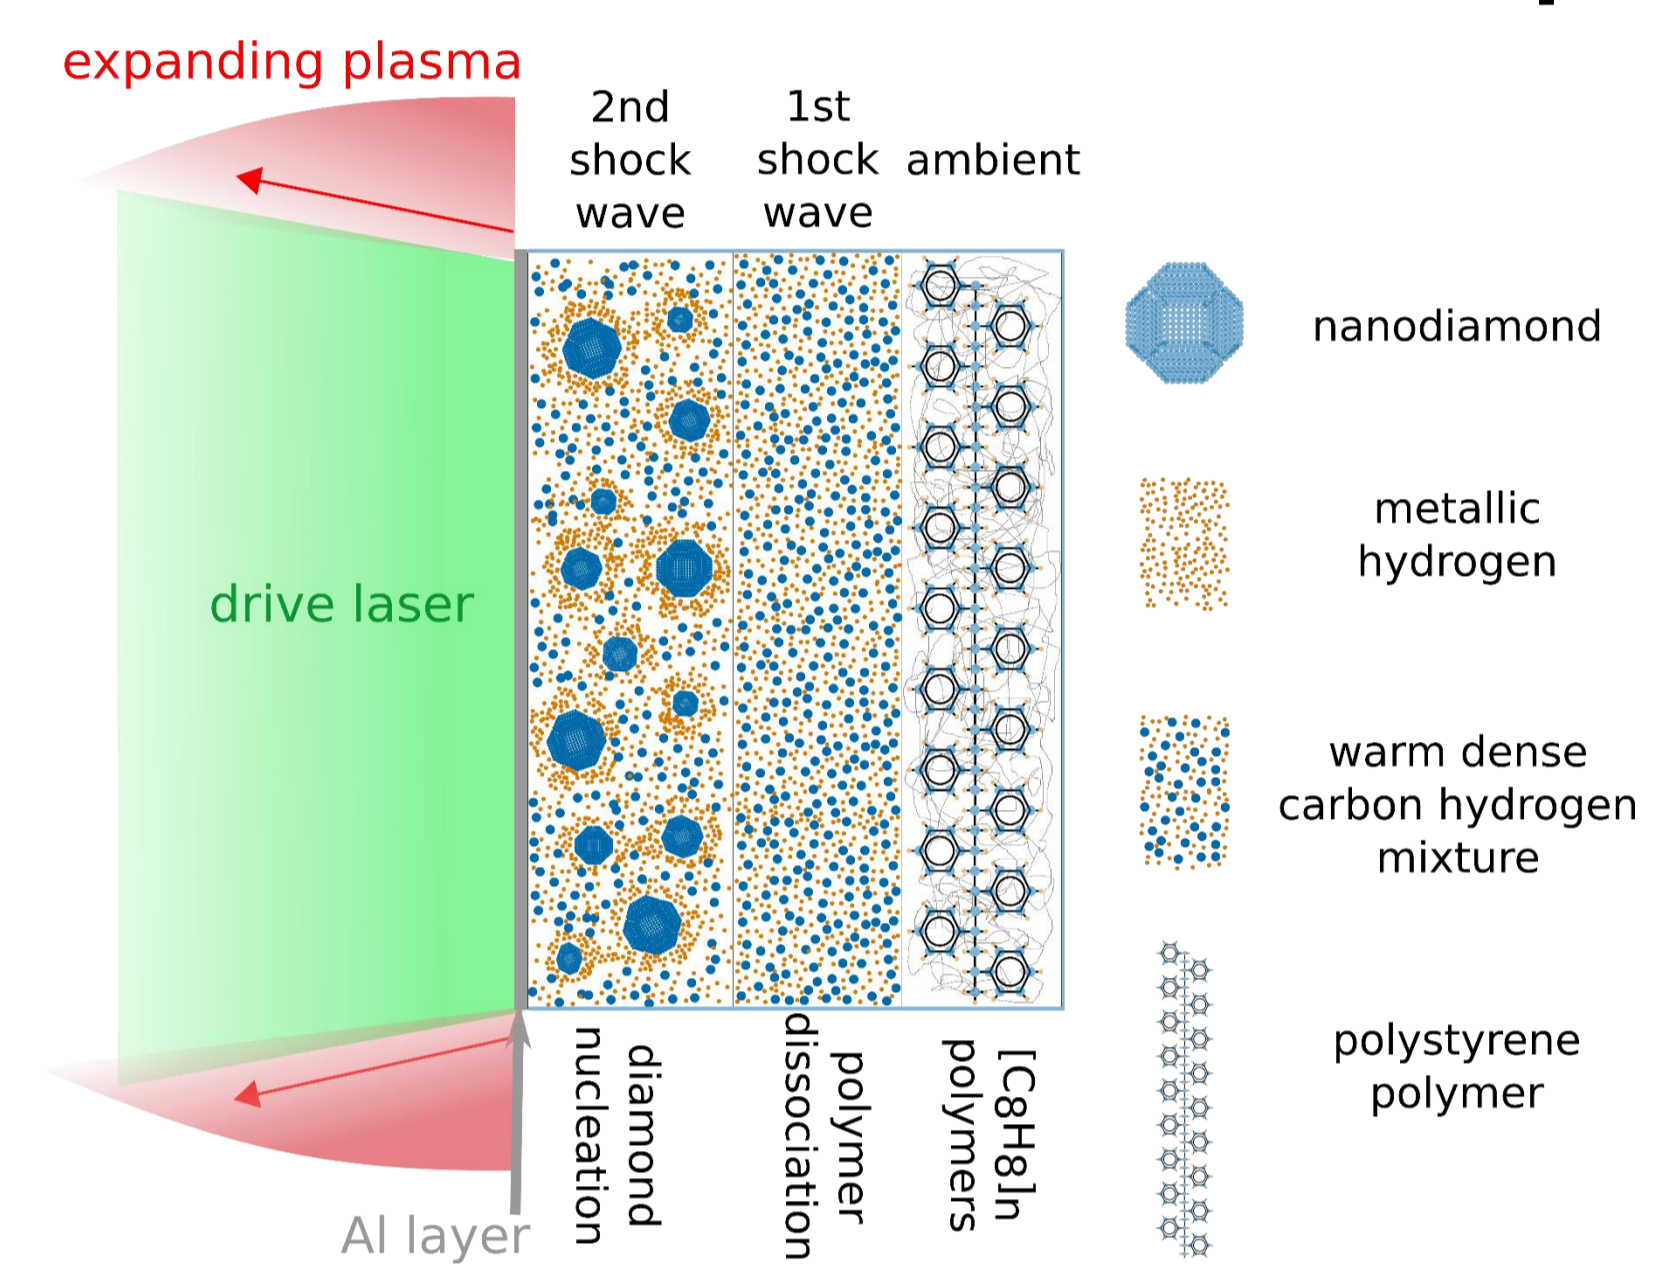 expanding plasma
2nd
shock
wave
1st
shock
wave
ambient
drive laser
Al layer
diamond
nucleation
polymer
dissociation
[C8H8]n
polymers
nanodiamond
metallic
hydrogen
warm dense
carbon hydrogen
mixture
polystyrene
polymer